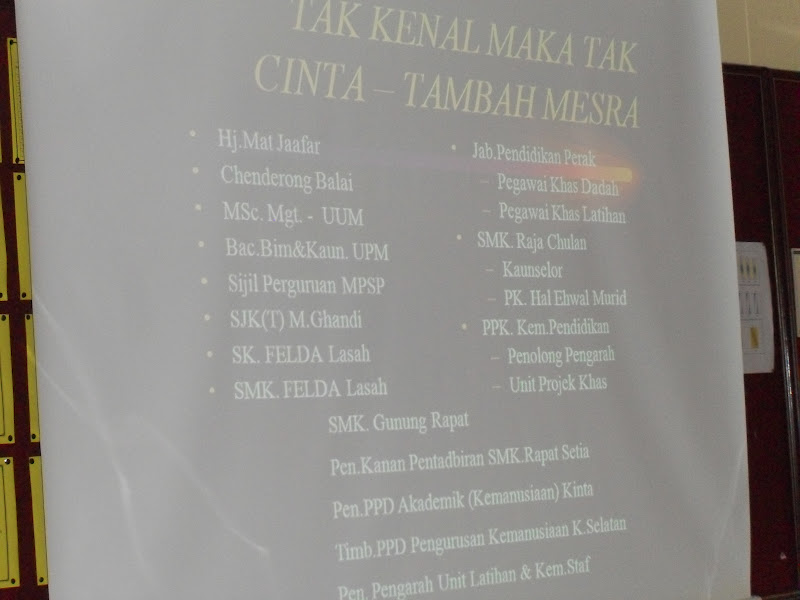 TAK KENAL MAKA TAK
CINTA – TAMBAH MESRA
• Hj.Mat Jaafar
• Chenderong Balai
• MSc. Mgt. - UUM
• Bac.Bim&Kaun. UPM
• Sijil Perguruan MPSP
• SJK(T) M.Ghandi
• SK. FELDA Lasah
• SMK. FELDA Lasah
• Jab.Pendidikan Perak
– Pegawai Khas Dadah
– Pegawai Khas Latihan
• SMK. Raja Chulan
– Kaunselor
– PK. Hal Ehwal Murid
• PPK. Kem.Pendidikan
– Penolong Pengarah
– Unit Projek Khas
SMK. Gunung Rapat
Pen.Kanan Pentadbiran SMK.Rapat Setia
Pen.PPD Akademik (Kemanusiaan) Kinta
Timb.PPD Pengurusan Kemanusiaan K.Selatan
Pen. Pengarah Unit Latihan & Kem.Staf